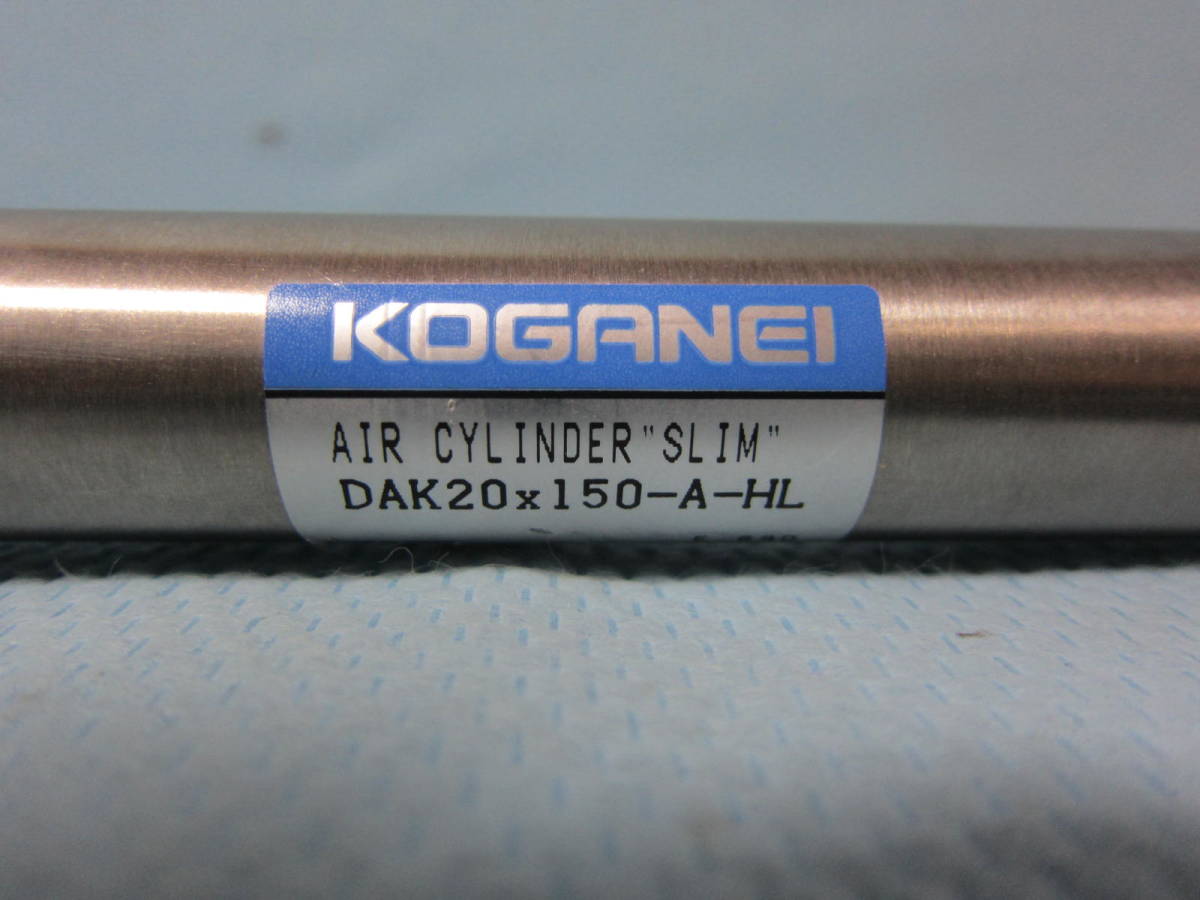 KOGANEI
AIR CYLINDER"SLIM"
DAK20x150-A-HL